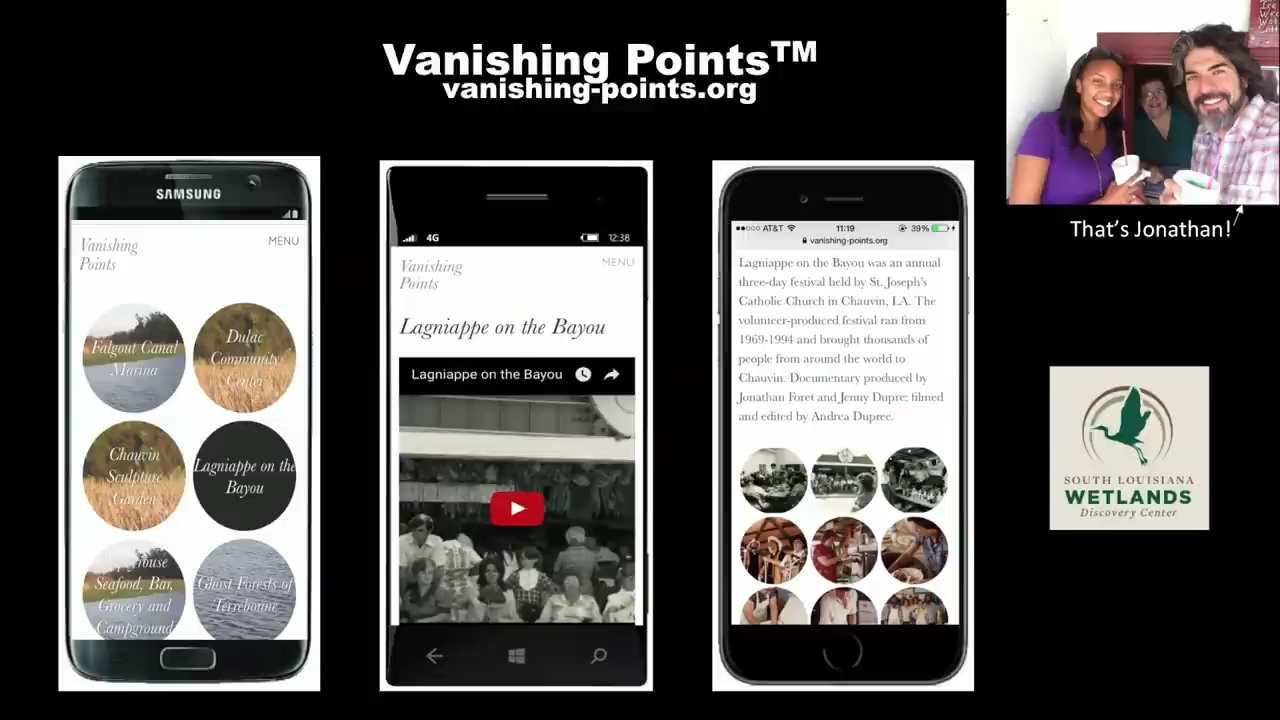 Vanishing Points™
vanishing-points.org
That's Jonathan!
SAMSUNG
Vanishing
Points
MENU
Falgout Canal
Marina
Dulac
Community
Center
Chauvin
Sculpture
Garden
Lagniappe on the
Bayou
Seafood, Bar,
Grocery and
Campground
Ghost Forests of
Terrebonne
4G
12:38
Vanishing
Points
MENU
Lagniappe on the Bayou
Lagniappe on the Bayou
AT&T
11:19
39%
vanishing-points.org
Lagniappe on the Bayou was an annual
three-day festival held by St. Joseph's
Catholic Church in Chauvin, LA. The
volunteer-produced festival ran from
1969-1994 and brought thousands of
people from around the world to
Chauvin. Documentary produced by
Jonathan Foret and Jenny Dupre; filmed
and edited by Andrea Dupree.
SOUTH LOUISIANA
WETLANDS
Discovery Center